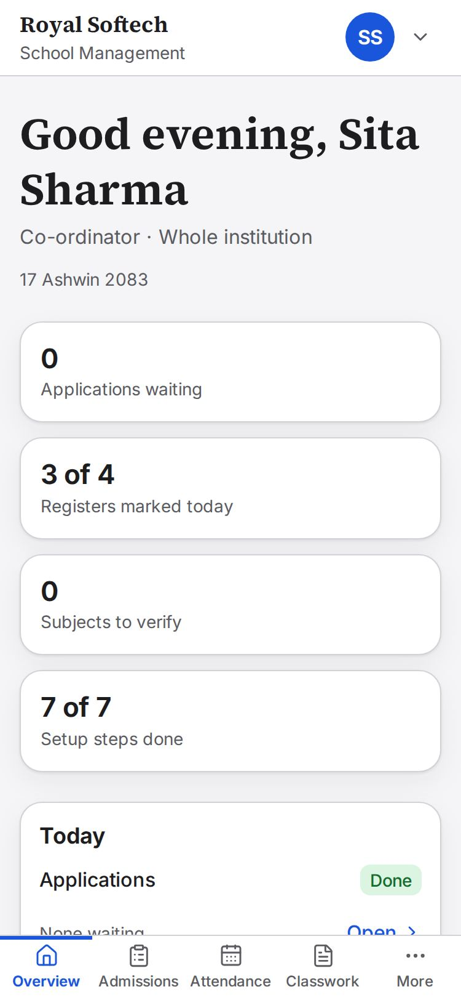 Royal Softech
School Management
SS
Good evening, Sita
Sharma
Co-ordinator · Whole institution
17 Ashwin 2083
0
Applications waiting
3 of 4
Registers marked today
0
Subjects to verify
7 of 7
Setup steps done
Today
Applications
Done
None waiting
Open
Overview
Admissions
Attendance
Classwork
More